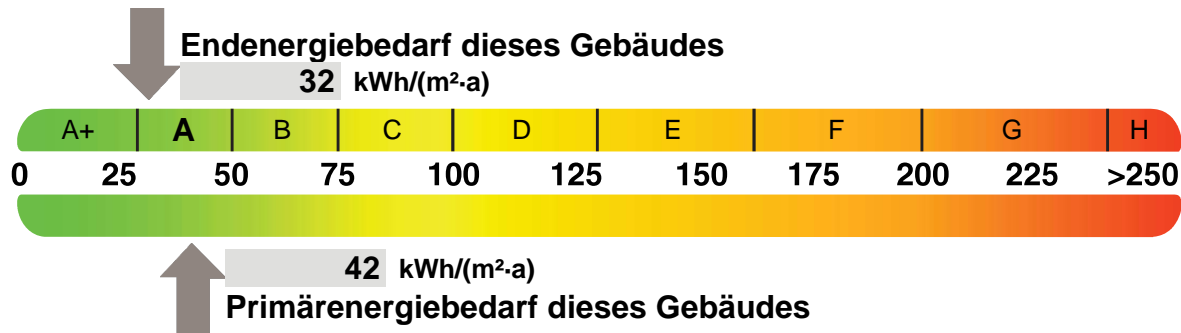 Endenergiebedarf dieses Gebäudes
32 kWh/(m²·a)
A+ A B C D E F G H
0 25 50 75 100 125 150 175 200 225 >250
42 kWh/(m²·a)
Primärenergiebedarf dieses Gebäudes